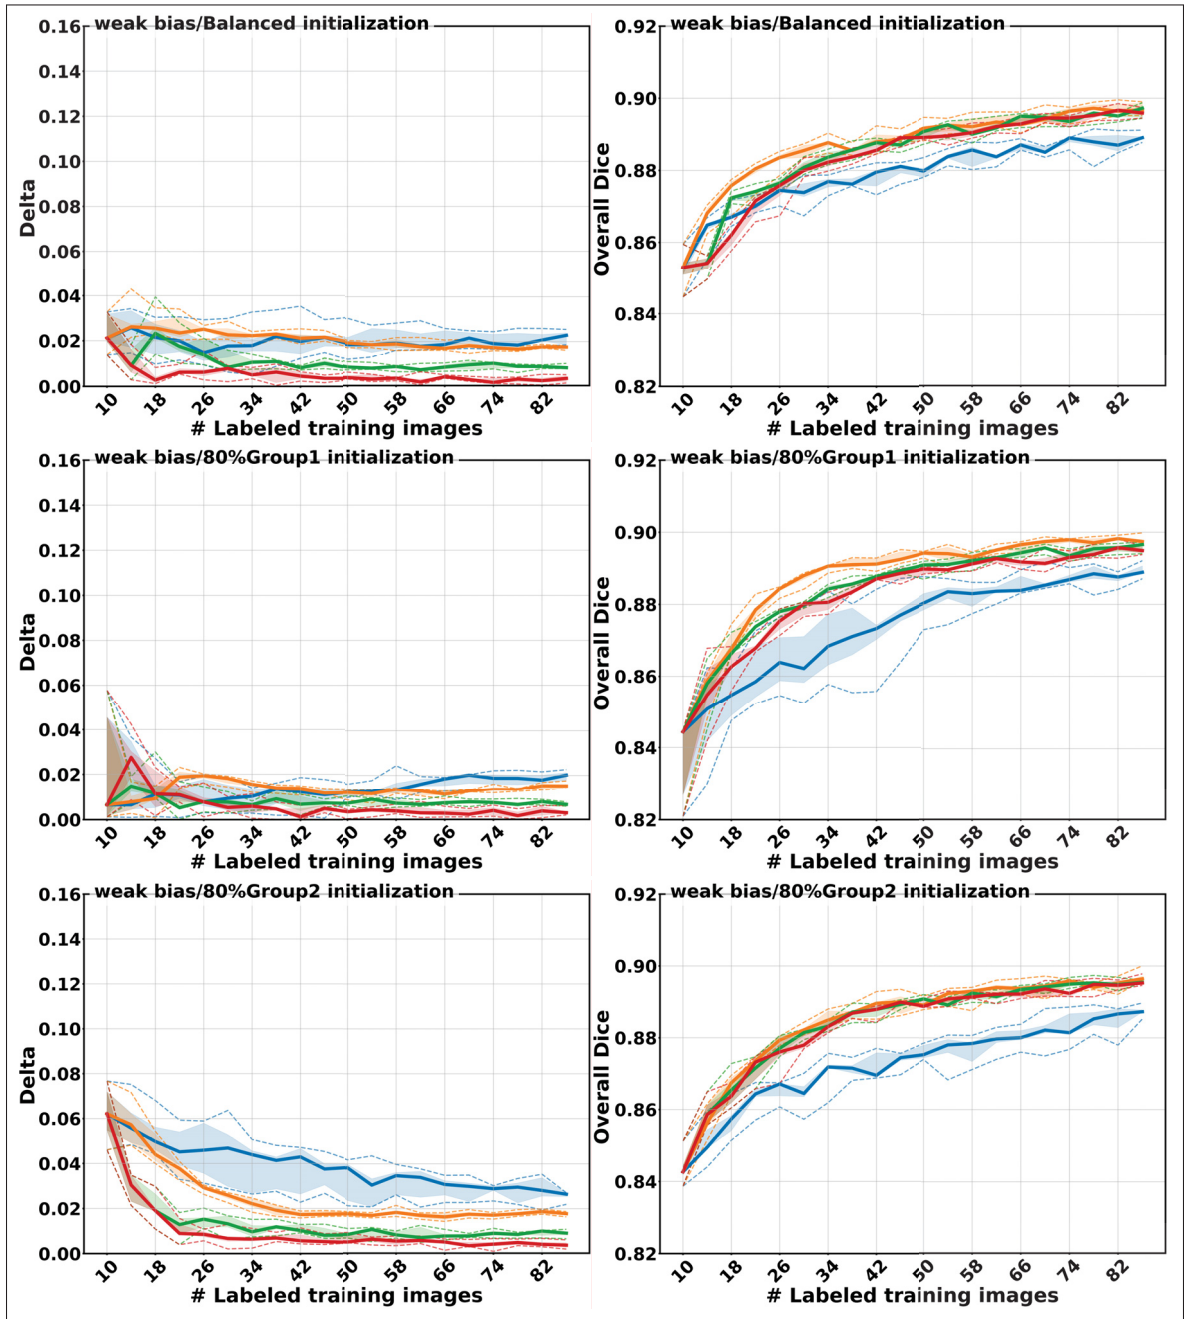 weak bias/Balanced initialization
0.16
0.14
0.12
0.10
0.08
0.06
0.04
0.02
0.00
Delta
10 18 26 34 42 50 58 66 74 82
# Labeled training images
weak bias/Balanced initialization
0.92
0.90
0.88
0.86
0.84
0.82
Overall Dice
10 18 26 34 42 50 58 66 74 82
# Labeled training images
weak bias/80%Group1 initialization
0.16
0.14
0.12
0.10
0.08
0.06
0.04
0.02
0.00
Delta
10 18 26 34 42 50 58 66 74 82
# Labeled training images
weak bias/80%Group1 initialization
0.92
0.90
0.88
0.86
0.84
0.82
Overall Dice
10 18 26 34 42 50 58 66 74 82
# Labeled training images
weak bias/80%Group2 initialization
0.16
0.14
0.12
0.10
0.08
0.06
0.04
0.02
0.00
Delta
10 18 26 34 42 50 58 66 74 82
# Labeled training images
weak bias/80%Group2 initialization
0.92
0.90
0.88
0.86
0.84
0.82
Overall Dice
10 18 26 34 42 50 58 66 74 82
# Labeled training images